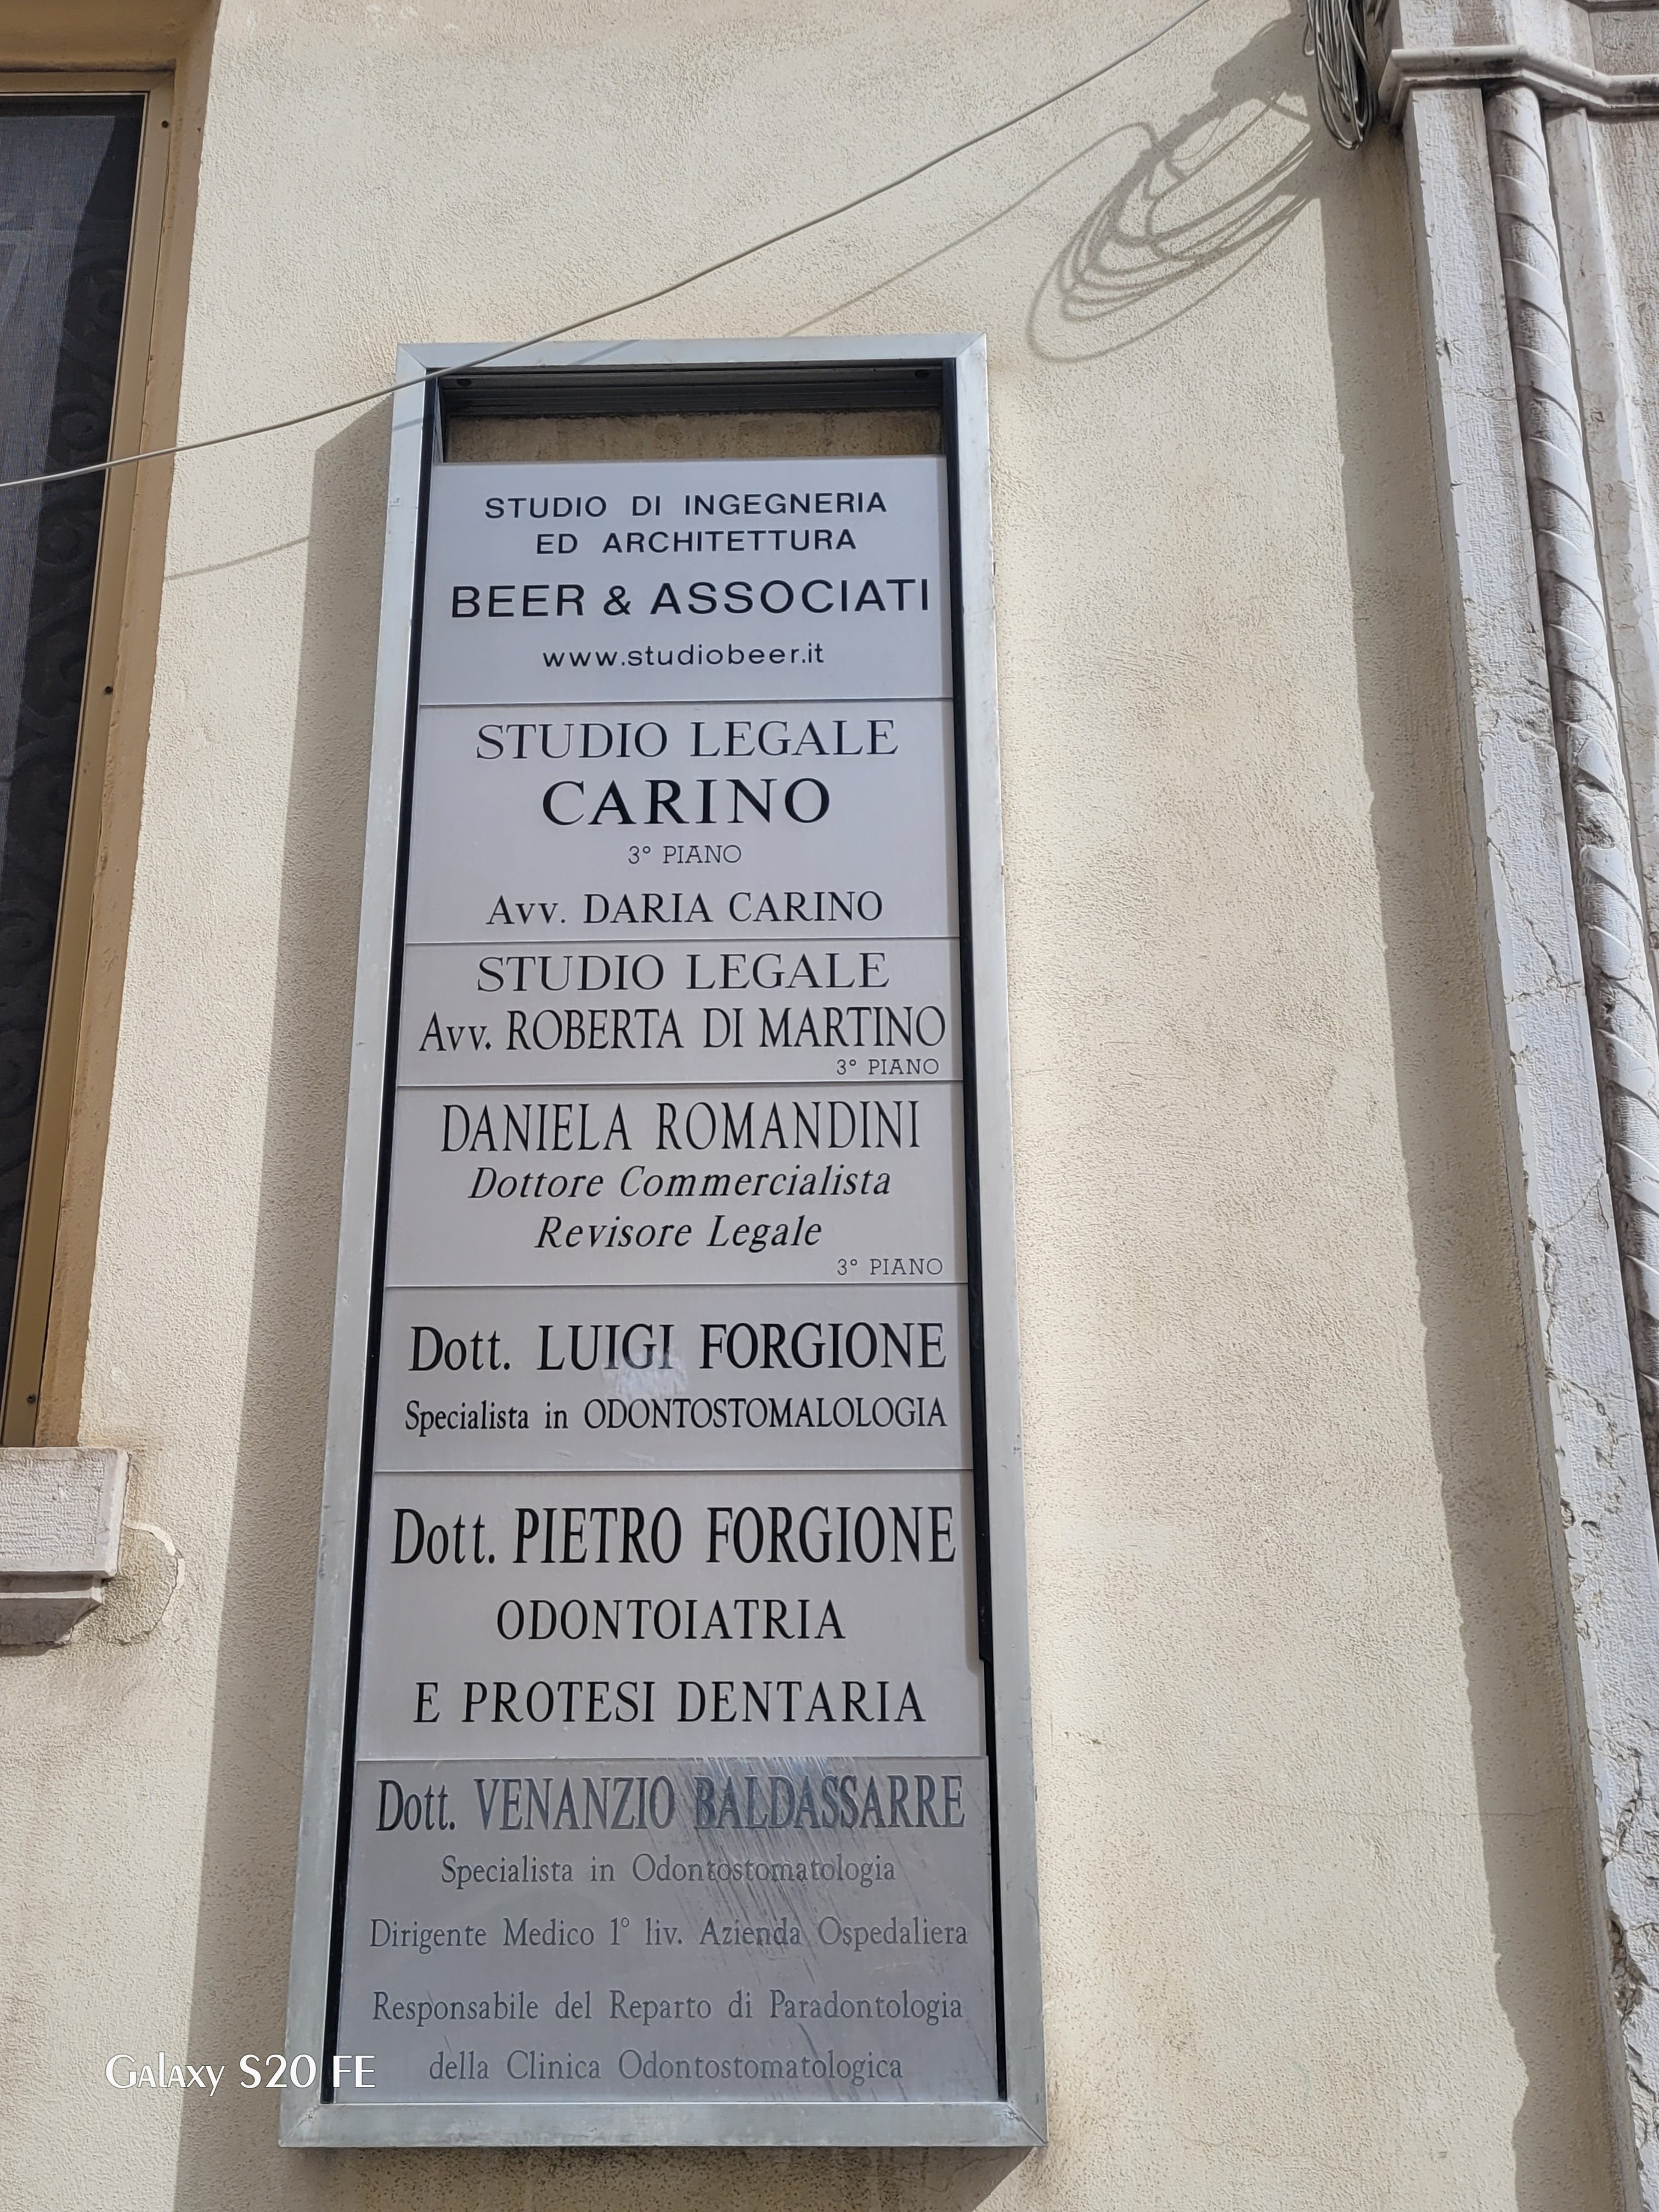 STUDIO DI INGEGNERIA
ED ARCHITETTURA
BEER & ASSOCIATI
www.studiobeer.it
STUDIO LEGALE
CARINO
3° PIANO
Avv. DARIA CARINO
STUDIO LEGALE
Avv. ROBERTA DI MARTINO
3° PIANO
DANIELA ROMANDINI
Dottore Commercialista
Revisore Legale
3° PIANO
Dott. LUIGI FORGIONE
Specialista in ODONTOSTOMALOLOGIA
Dott. PIETRO FORGIONE
ODONTOIATRIA
E PROTESI DENTARIA
Dott. VENANZIO BALDASSARRE
Specialista in Odontostomatologia
Dirigente Medico 1° liv. Azienda Ospedaliera
Responsabile del Reparto di Paradontologia
della Clinica Odontostomatologica
Galaxy S20 FE